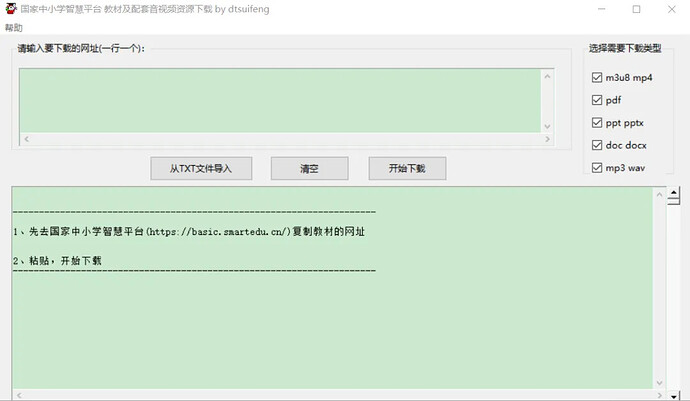 国家中小学智慧平台 教材及配套音视频资源下载 by dtsuifeng
帮助
请输入要下载的网址(一行一个)：
选择需要下载类型
m3u8 mp4
pdf
ppt pptx
doc docx
mp3 wav
从TXT文件导入
清空
开始下载
1、先去国家中小学智慧平台(https://basic.smartedu.cn/)复制教材的网址
2、粘贴，开始下载